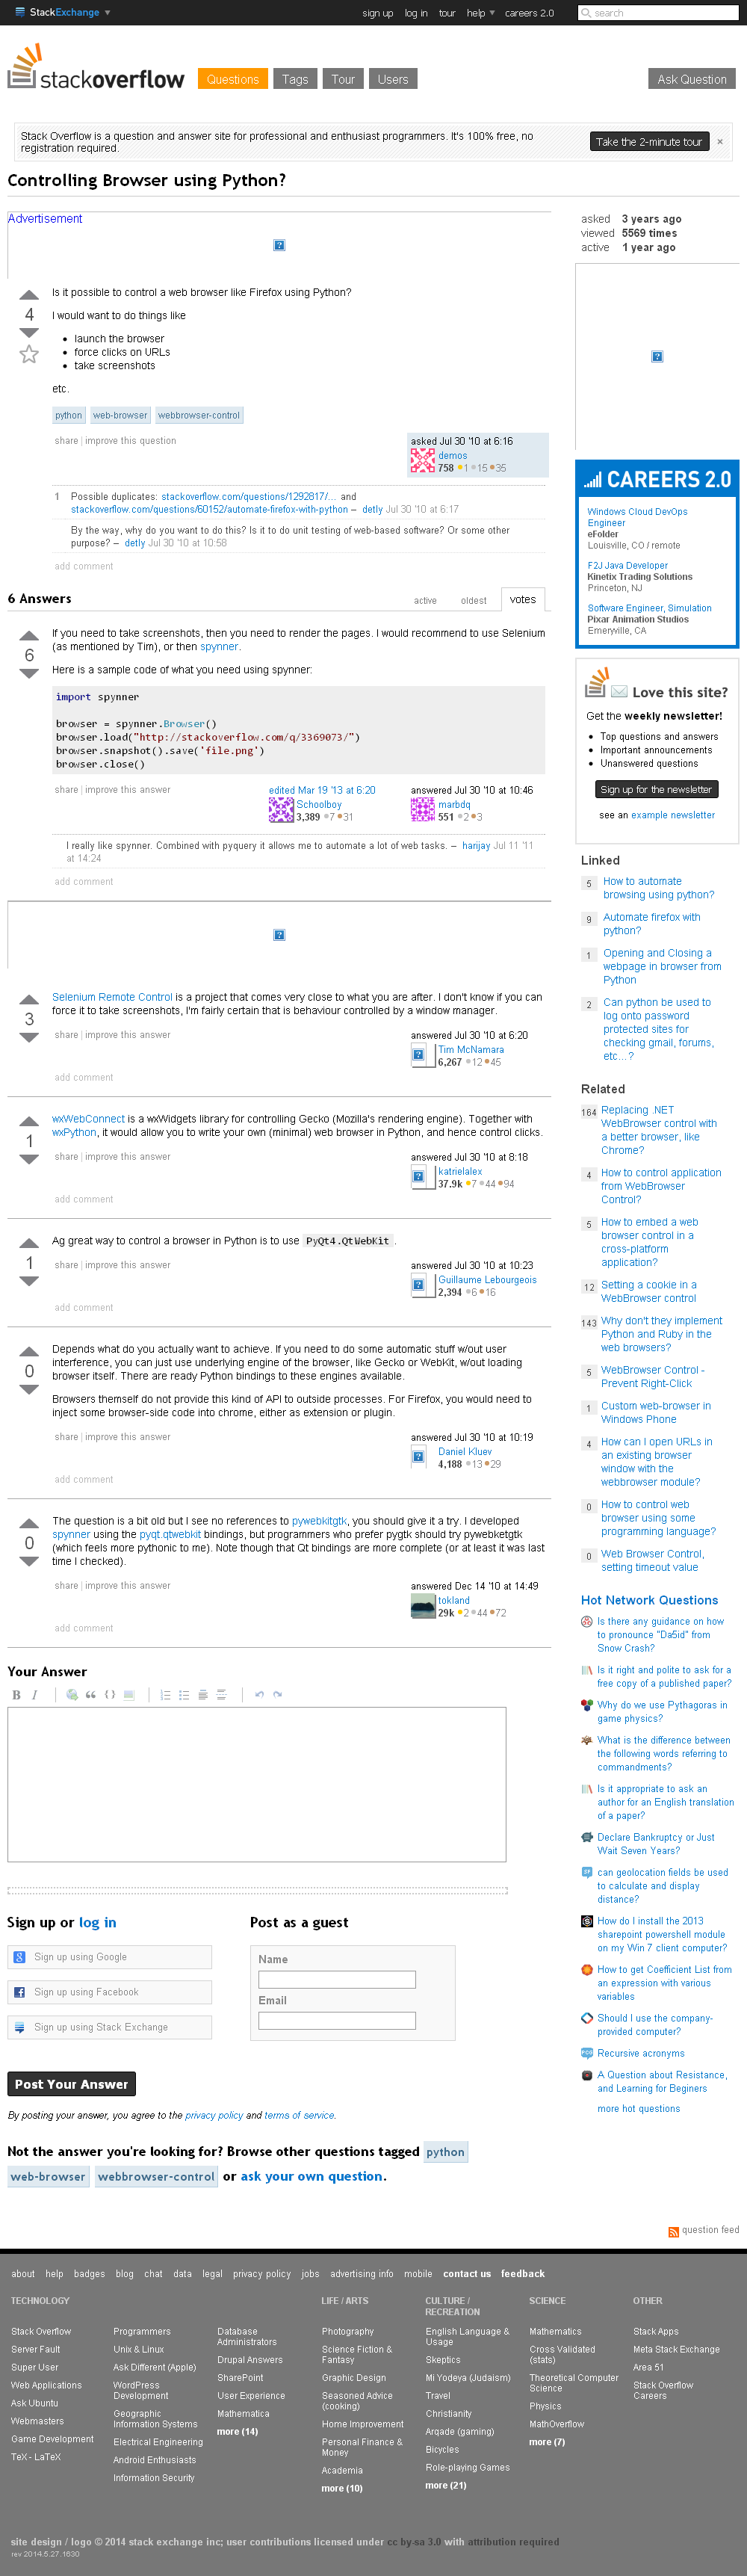 StackExchange
sign up log in tour help careers 2.0
search
stackoverflow
Questions Tags Tour Users Ask Question
Stack Overflow is a question and answer site for professional and enthusiast programmers. It's 100% free, no
registration required.
Take the 2-minute tour ×
Controlling Browser using Python?
Advertisement
4
Is it possible to control a web browser like Firefox using Python?
I would want to do things like
• launch the browser
• force clicks on URLs
• take screenshots
etc.
python web-browser webbrowser-control
share | improve this question
asked Jul 30 '10 at 6:16
demos
758 1 15 35
1 Possible duplicates: stackoverflow.com/questions/1292817/… and
stackoverflow.com/questions/60152/automate-firefox-with-python – detly Jul 30 '10 at 6:17
By the way, why do you want to do this? Is it to do unit testing of web-based software? Or some other
purpose? – detly Jul 30 '10 at 10:58
add comment
6 Answers
active oldest votes
6
If you need to take screenshots, then you need to render the pages. I would recommend to use Selenium
(as mentioned by Tim), or then spynner.
Here is a sample code of what you need using spynner:
import spynner
browser = spynner.Browser()
browser.load("http://stackoverflow.com/q/3369073/")
browser.snapshot().save('file.png')
browser.close()
share | improve this answer
edited Mar 19 '13 at 6:20
Schoolboy
3,389 7 31
answered Jul 30 '10 at 10:46
marbdq
551 2 3
I really like spynner. Combined with pyquery it allows me to automate a lot of web tasks. – harijay Jul 11 '11
at 14:24
add comment
3
Selenium Remote Control is a project that comes very close to what you are after. I don't know if you can
force it to take screenshots, I'm fairly certain that is behaviour controlled by a window manager.
share | improve this answer
answered Jul 30 '10 at 6:20
Tim McNamara
6,267 12 45
add comment
1
wxWebConnect is a wxWidgets library for controlling Gecko (Mozilla's rendering engine). Together with
wxPython, it would allow you to write your own (minimal) web browser in Python, and hence control clicks.
share | improve this answer
answered Jul 30 '10 at 8:18
katrielalex
37.9k 7 44 94
add comment
1
Ag great way to control a browser in Python is to use PyQt4.QtWebKit.
share | improve this answer
answered Jul 30 '10 at 10:23
Guillaume Lebourgeois
2,394 6 16
add comment
0
Depends what do you actually want to achieve. If you need to do some automatic stuff w/out user
interference, you can just use underlying engine of the browser, like Gecko or WebKit, w/out loading
browser itself. There are ready Python bindings to these engines available.
Browsers themself do not provide this kind of API to outside processes. For Firefox, you would need to
inject some browser-side code into chrome, either as extension or plugin.
share | improve this answer
answered Jul 30 '10 at 10:19
Daniel Kluev
4,188 13 29
add comment
0
The question is a bit old but I see no references to pywebkitgtk, you should give it a try. I developed
spynner using the pyqt.qtwebkit bindings, but programmers who prefer pygtk should try pywebketgtk
(which feels more pythonic to me). Note though that Qt bindings are more complete (or at least it was last
time I checked).
share | improve this answer
answered Dec 14 '10 at 14:49
tokland
29k 2 44 72
add comment
Your Answer
B I
Sign up or log in
Sign up using Google
Sign up using Facebook
Sign up using Stack Exchange
Post as a guest
Name
Email
Post Your Answer
By posting your answer, you agree to the privacy policy and terms of service.
Not the answer you're looking for? Browse other questions tagged python
web-browser webbrowser-control or ask your own question.
asked 3 years ago
viewed 5569 times
active 1 year ago
CAREERS 2.0
Windows Cloud DevOps
Engineer
eFolder
Louisville, CO / remote
F2J Java Developer
Kinetix Trading Solutions
Princeton, NJ
Software Engineer, Simulation
Pixar Animation Studios
Emeryville, CA
Love this site?
Get the weekly newsletter!
• Top questions and answers
• Important announcements
• Unanswered questions
Sign up for the newsletter
see an example newsletter
Linked
5 How to automate
browsing using python?
9 Automate firefox with
python?
1 Opening and Closing a
webpage in browser from
Python
2 Can python be used to
log onto password
protected sites for
checking gmail, forums,
etc…?
Related
164 Replacing .NET
WebBrowser control with
a better browser, like
Chrome?
4 How to control application
from WebBrowser
Control?
5 How to embed a web
browser control in a
cross-platform
application?
12 Setting a cookie in a
WebBrowser control
143 Why don't they implement
Python and Ruby in the
web browsers?
5 WebBrowser Control -
Prevent Right-Click
1 Custom web-browser in
Windows Phone
4 How can I open URLs in
an existing browser
window with the
webbrowser module?
0 How to control web
browser using some
programming language?
0 Web Browser Control,
setting timeout value
Hot Network Questions
Is there any guidance on how
to pronounce "Da5id" from
Snow Crash?
Is it right and polite to ask for a
free copy of a published paper?
Why do we use Pythagoras in
game physics?
What is the difference between
the following words referring to
commandments?
Is it appropriate to ask an
author for an English translation
of a paper?
Declare Bankruptcy or Just
Wait Seven Years?
can geolocation fields be used
to calculate and display
distance?
How do I install the 2013
sharepoint powershell module
on my Win 7 client computer?
How to get Coefficient List from
an expression with various
variables
Should I use the company-
provided computer?
Recursive acronyms
A Question about Resistance,
and Learning for Beginers
more hot questions
question feed
about help badges blog chat data legal privacy policy jobs advertising info mobile contact us feedback
TECHNOLOGY
Stack Overflow
Server Fault
Super User
Web Applications
Ask Ubuntu
Webmasters
Game Development
TeX - LaTeX
Programmers
Unix & Linux
Ask Different (Apple)
WordPress
Development
Geographic
Information Systems
Electrical Engineering
Android Enthusiasts
Information Security
Database
Administrators
Drupal Answers
SharePoint
User Experience
Mathematica
more (14)
LIFE / ARTS
Photography
Science Fiction &
Fantasy
Graphic Design
Seasoned Advice
(cooking)
Home Improvement
Personal Finance &
Money
Academia
more (10)
CULTURE /
RECREATION
English Language &
Usage
Skeptics
Mi Yodeya (Judaism)
Travel
Christianity
Arqade (gaming)
Bicycles
Role-playing Games
more (21)
SCIENCE
Mathematics
Cross Validated
(stats)
Theoretical Computer
Science
Physics
MathOverflow
more (7)
OTHER
Stack Apps
Meta Stack Exchange
Area 51
Stack Overflow
Careers
site design / logo © 2014 stack exchange inc; user contributions licensed under cc by-sa 3.0 with attribution required
rev 2014.5.27.1630